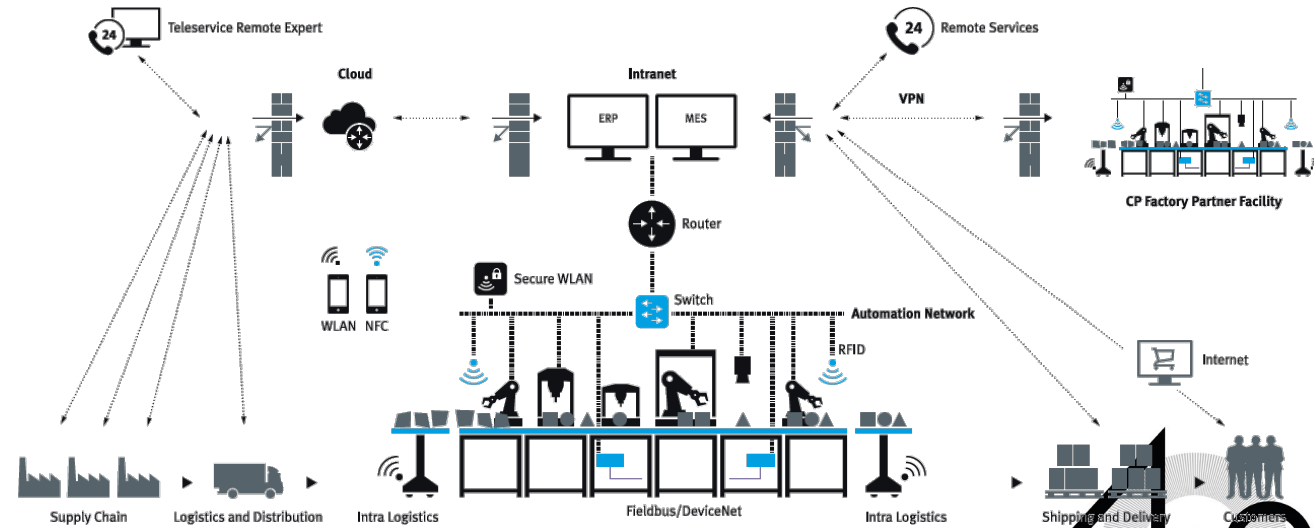 24
Teleservice Remote Expert
24
Remote Services
Cloud
Intranet
VPN
ERP
MES
CP Factory Partner Facility
Router
Secure WLAN
Switch
WLAN
NFC
Automation Network
RFID
Internet
Supply Chain
Logistics and Distribution
Intra Logistics
Fieldbus/DeviceNet
Intra Logistics
Shipping and Delivery
Customers